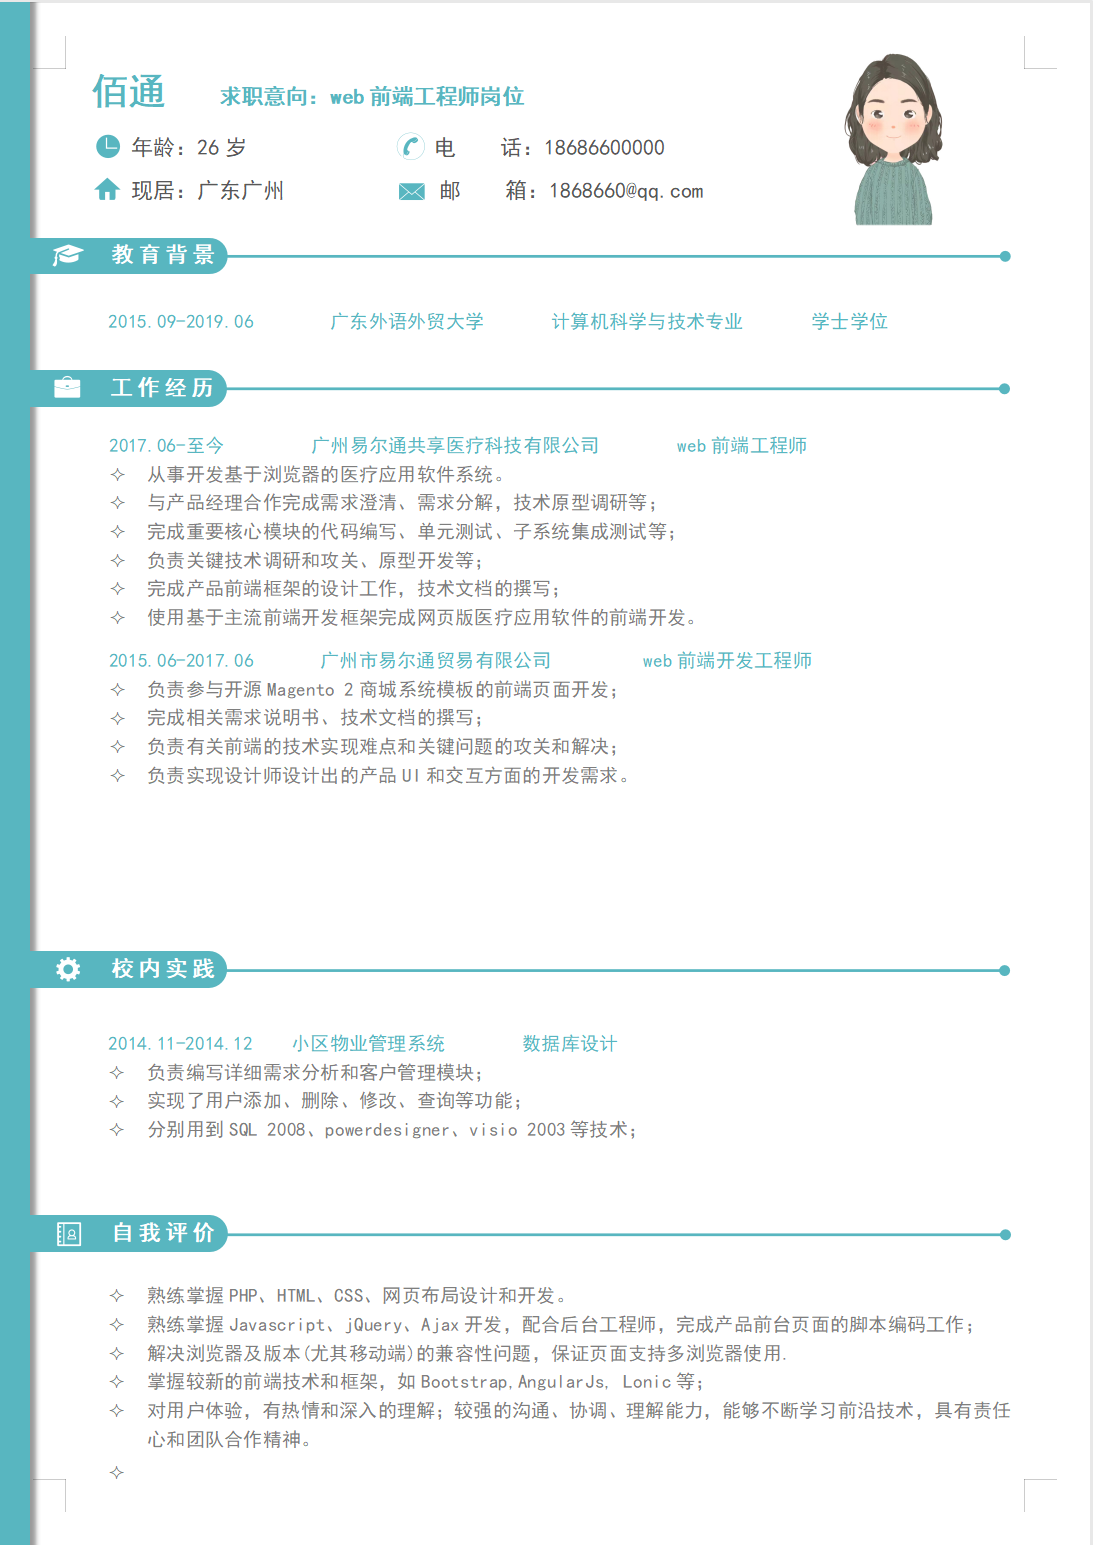 佰通 求职意向：web 前端工程师岗位
年龄：26 岁 电 话：18686600000
现居：广东广州 邮 箱：1868660@qq.com
教育背景
2015.09-2019.06 广东外语外贸大学 计算机科学与技术专业 学士学位
工作经历
2017.06-至今 广州易尔通共享医疗科技有限公司 web 前端工程师
从事开发基于浏览器的医疗应用软件系统。
与产品经理合作完成需求澄清、需求分解，技术原型调研等；
完成重要核心模块的代码编写、单元测试、子系统集成测试等；
负责关键技术调研和攻关、原型开发等；
完成产品前端框架的设计工作，技术文档的撰写；
使用基于主流前端开发框架完成网页版医疗应用软件的前端开发。
2015.06-2017.06 广州市易尔通贸易有限公司 web 前端开发工程师
负责参与开源 Magento 2 商城系统模板的前端页面开发；
完成相关需求说明书、技术文档的撰写；
负责有关前端的技术实现难点和关键问题的攻关和解决；
负责实现设计师设计出的产品 UI 和交互方面的开发需求。
校内实践
2014.11-2014.12 小区物业管理系统 数据库设计
负责编写详细需求分析和客户管理模块；
实现了用户添加、删除、修改、查询等功能；
分别用到 SQL 2008、powerdesigner、visio 2003 等技术；
自我评价
熟练掌握 PHP、HTML、CSS、网页布局设计和开发。
熟练掌握 Javascript、jQuery、Ajax 开发，配合后台工程师，完成产品前台页面的脚本编码工作；
解决浏览器及版本(尤其移动端)的兼容性问题，保证页面支持多浏览器使用.
掌握较新的前端技术和框架，如 Bootstrap,AngularJs, Lonic 等；
对用户体验，有热情和深入的理解；较强的沟通、协调、理解能力，能够不断学习前沿技术，具有责任
心和团队合作精神。